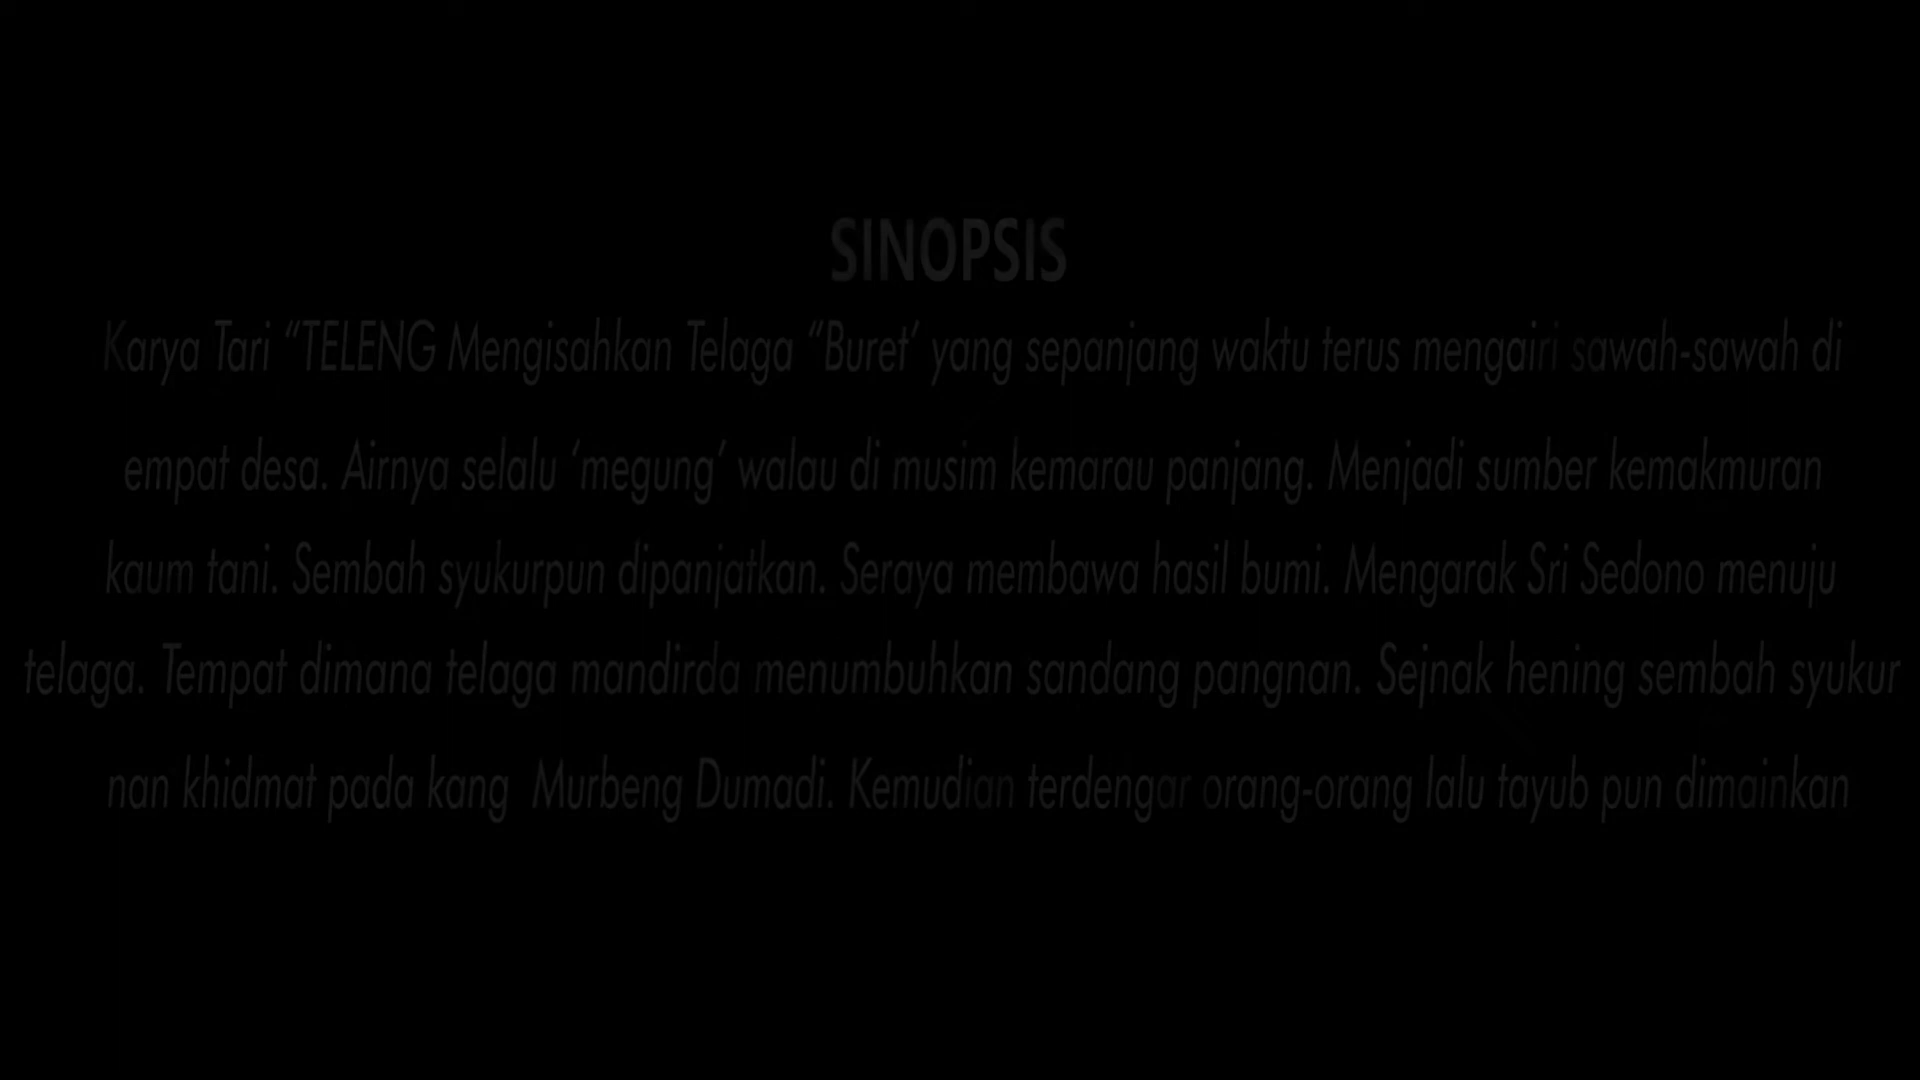 SINOPSIS
Karya Tari “TELENG Mengisahkan Telaga “Buret’ yang sepanjang waktu terus mengairi sawah-sawah di
empat desa. Airnya selalu ‘megung’ walau di musim kemarau panjang. Menjadi sumber kemakmuran
kaum tani. Sembah syukurpun dipanjatkan. Seraya membawa hasil bumi. Mengarak Sri Sedono menuju
telaga. Tempat dimana telaga mandirda menumbuhkan sandang pangnan. Sejnak hening sembah syukur
nan khidmat pada kang  Murbeng Dumadi. Kemudian terdengar orang-orang lalu tayub pun dimainkan